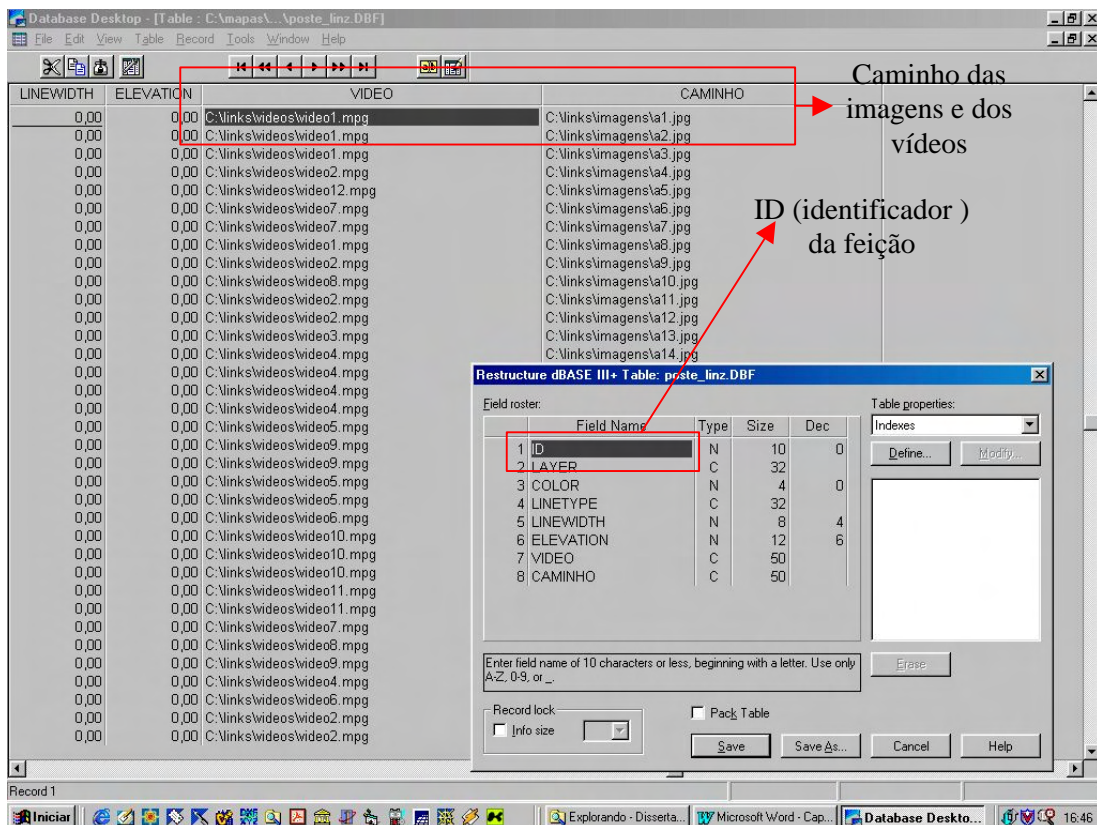 Database Desktop - [Table : C:\mapas\...\poste_linz.DBF]
File Edit View Table Record Tools Window Help
Caminho das
imagens e dos
vídeos
LINEWIDTH ELEVATION VIDEO CAMINHO
0,00 0,00 C:\links\videos\video1.mpg C:\links\imagens\a1.jpg
0,00 0,00 C:\links\videos\video1.mpg C:\links\imagens\a2.jpg
0,00 0,00 C:\links\videos\video1.mpg C:\links\imagens\a3.jpg
0,00 0,00 C:\links\videos\video2.mpg C:\links\imagens\a4.jpg
0,00 0,00 C:\links\videos\video12.mpg C:\links\imagens\a5.jpg
0,00 0,00 C:\links\videos\video7.mpg C:\links\imagens\a6.jpg
0,00 0,00 C:\links\videos\video7.mpg C:\links\imagens\a7.jpg
0,00 0,00 C:\links\videos\video1.mpg C:\links\imagens\a8.jpg
0,00 0,00 C:\links\videos\video2.mpg C:\links\imagens\a9.jpg
0,00 0,00 C:\links\videos\video8.mpg C:\links\imagens\a10.jpg
0,00 0,00 C:\links\videos\video2.mpg C:\links\imagens\a11.jpg
0,00 0,00 C:\links\videos\video2.mpg C:\links\imagens\a12.jpg
0,00 0,00 C:\links\videos\video3.mpg C:\links\imagens\a13.jpg
0,00 0,00 C:\links\videos\video4.mpg C:\links\imagens\a14.jpg
0,00 0,00 C:\links\videos\video4.mpg
0,00 0,00 C:\links\videos\video4.mpg
0,00 0,00 C:\links\videos\video4.mpg
0,00 0,00 C:\links\videos\video5.mpg
0,00 0,00 C:\links\videos\video9.mpg
0,00 0,00 C:\links\videos\video9.mpg
0,00 0,00 C:\links\videos\video5.mpg
0,00 0,00 C:\links\videos\video5.mpg
0,00 0,00 C:\links\videos\video6.mpg
0,00 0,00 C:\links\videos\video10.mpg
0,00 0,00 C:\links\videos\video10.mpg
0,00 0,00 C:\links\videos\video10.mpg
0,00 0,00 C:\links\videos\video11.mpg
0,00 0,00 C:\links\videos\video11.mpg
0,00 0,00 C:\links\videos\video7.mpg
0,00 0,00 C:\links\videos\video8.mpg
0,00 0,00 C:\links\videos\video9.mpg
0,00 0,00 C:\links\videos\video4.mpg
0,00 0,00 C:\links\videos\video6.mpg
0,00 0,00 C:\links\videos\video2.mpg
0,00 0,00 C:\links\videos\video2.mpg
ID (identificador )
da feição
Restructure dBASE III+ Table: poste_linz.DBF
Field roster:
Table properties:
Field Name Type Size Dec
Indexes
1 ID N 10 0
Define... Modify...
2 LAYER C 32
3 COLOR N 4 0
4 LINETYPE C 32
5 LINEWIDTH N 8 4
6 ELEVATION N 12 6
7 VIDEO C 50
8 CAMINHO C 50
Enter field name of 10 characters or less, beginning with a letter. Use only
A-Z, 0-9, or _.
Erase
Record lock
Info size
Pack Table
Save Save As... Cancel Help
Record 1
Iniciar Explorando - Disserta... Microsoft Word - Cap... Database Deskto... 16:46